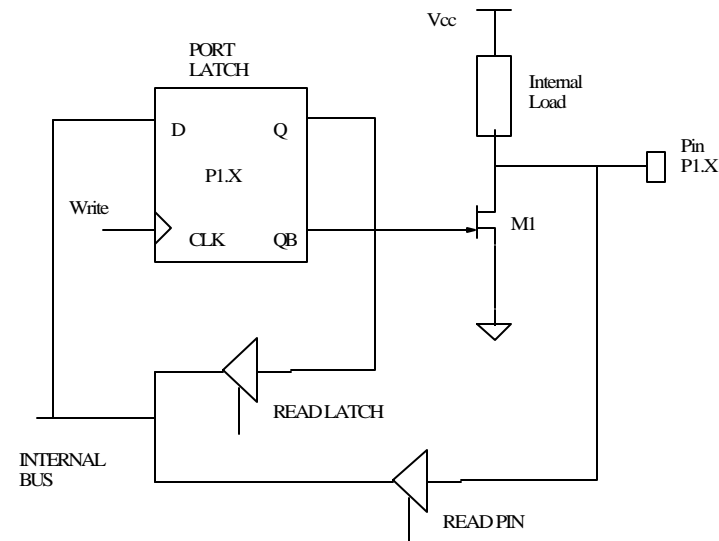 Vcc
PORT
LATCH
Internal
Load
D
Q
Pin
P1.X
P1.X
Write
CLK
QB
M1
READ LATCH
INTERNAL
BUS
READ PIN